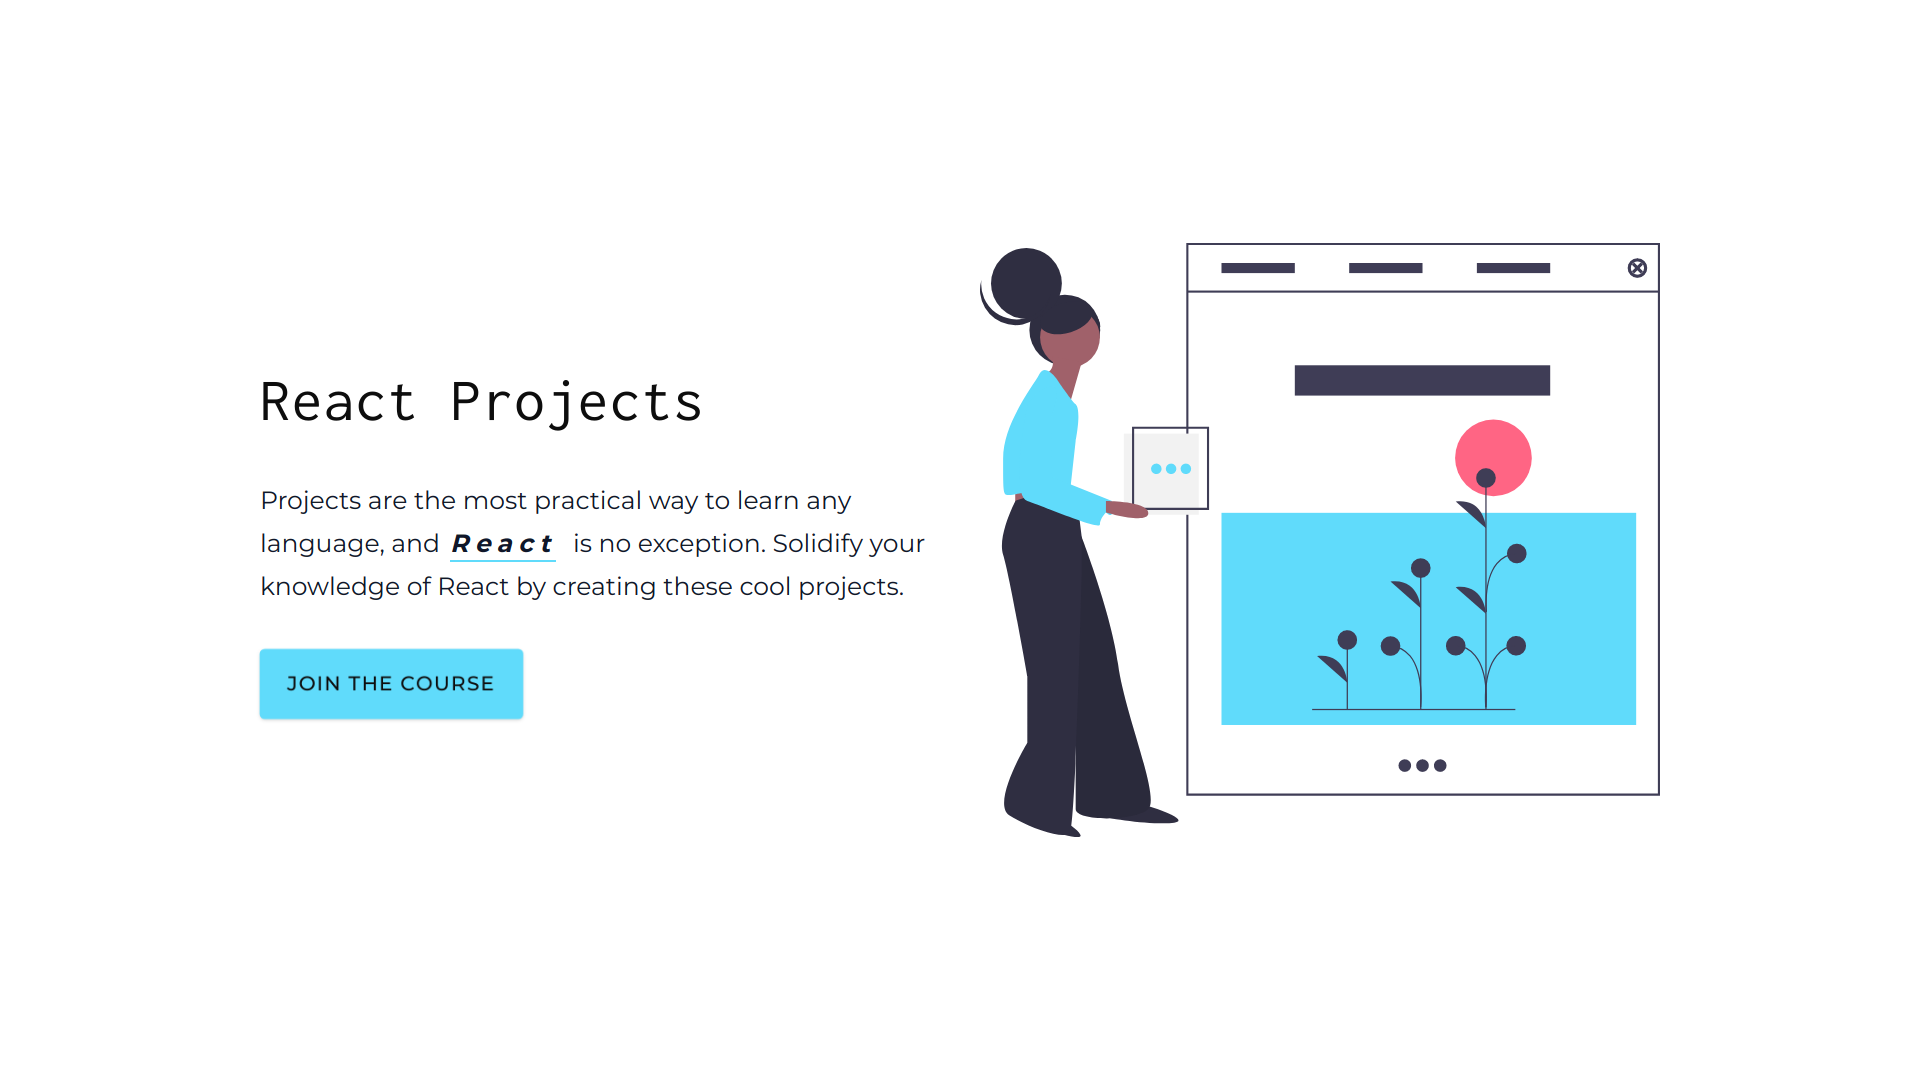 React Projects
Projects are the most practical way to learn any
language, and React is no exception. Solidify your
knowledge of React by creating these cool projects.
JOIN THE COURSE